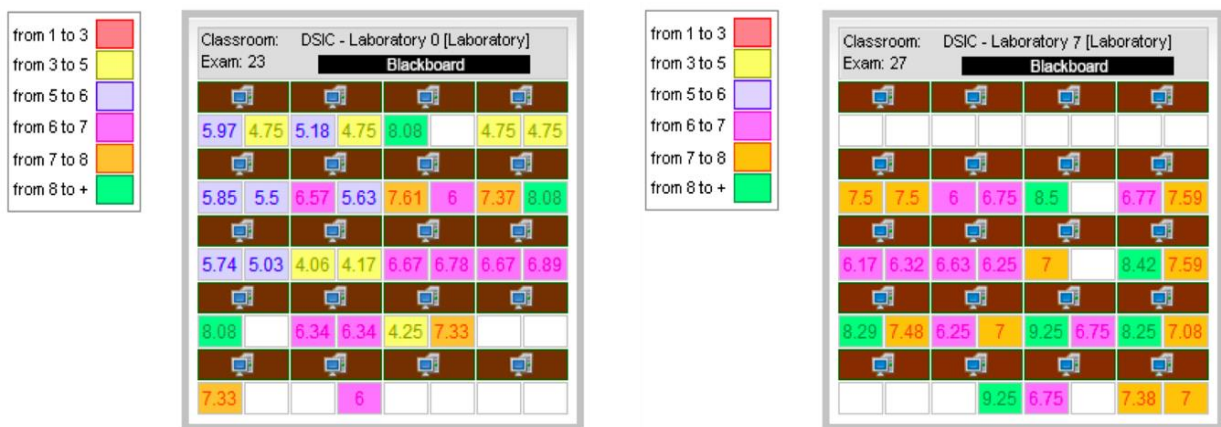 from 1 to 3
from 3 to 5
from 5 to 6
from 6 to 7
from 7 to 8
from 8 to +
Classroom: DSIC - Laboratory 0 [Laboratory]
Exam: 23 Blackboard
5.97 4.75 5.18 4.75 8.08 4.75 4.75
5.85 5.5 6.57 5.63 7.61 6 7.37 8.08
5.74 5.03 4.06 4.17 6.67 6.78 6.67 6.89
8.08 6.34 6.34 4.25 7.33
7.33 6
from 1 to 3
from 3 to 5
from 5 to 6
from 6 to 7
from 7 to 8
from 8 to +
Classroom: DSIC - Laboratory 7 [Laboratory]
Exam: 27 Blackboard
7.5 7.5 6 6.75 8.5 6.77 7.59
6.17 6.32 6.63 6.25 7 8.42 7.59
8.29 7.48 6.25 7 9.25 6.75 8.25 7.08
9.25 6.75 7.38 7